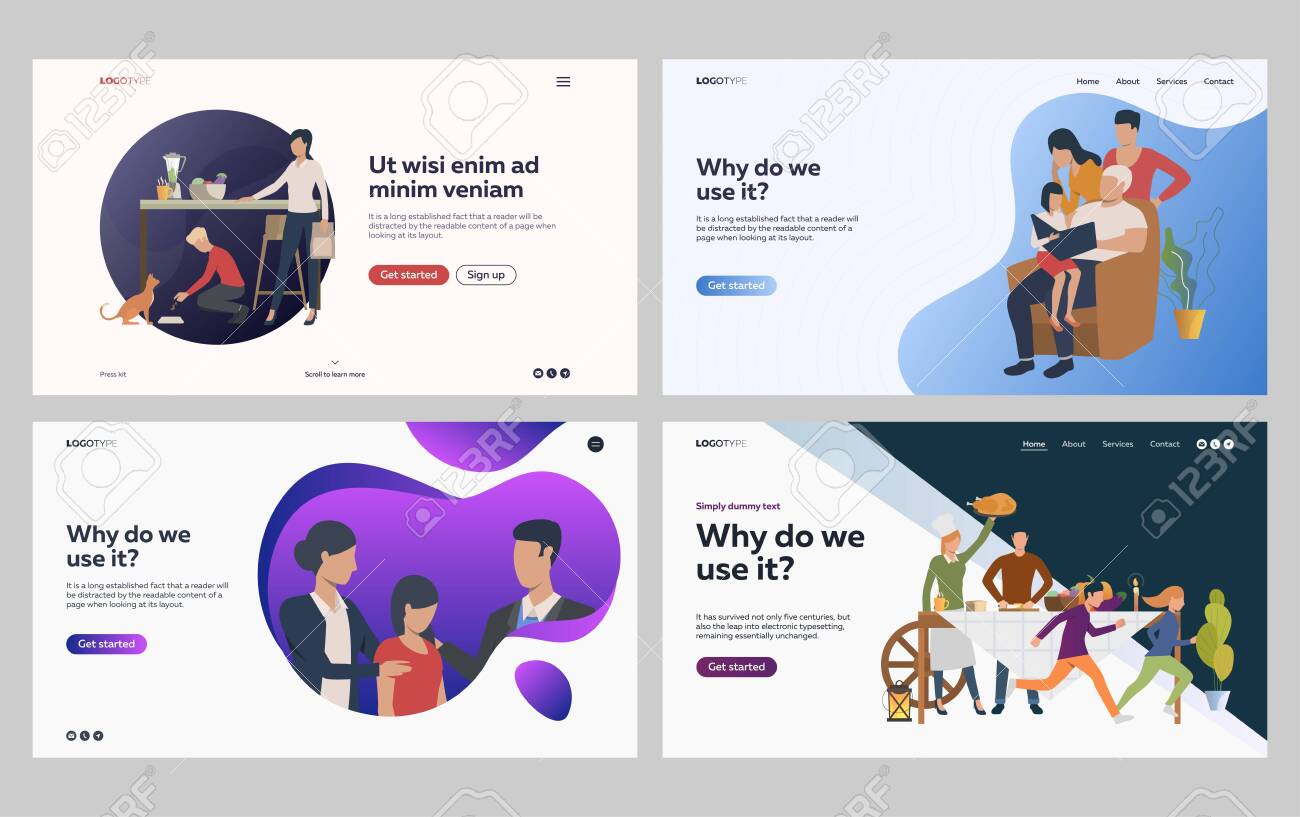 LOGOTYPE
Ut wisi enim ad
minim veniam
It is a long established fact that a reader will be
distracted by the readable content of a page when
looking at its layout.
Get started
Sign up
Press kit
Scroll to learn more
LOGOTYPE
Home About Services Contact
Why do we
use it?
It is a long established fact that a reader will
be distracted by the readable content of a
page when looking at its layout.
Get started
LOGOTYPE
Why do we
use it?
It is a long established fact that a reader will
be distracted by the readable content of a
page when looking at its layout.
Get started
LOGOTYPE
Home About Services Contact
Simply dummy text
Why do we
use it?
It has survived not only five centuries, but
also the leap into electronic typesetting,
remaining essentially unchanged.
Get started
123RF
123RF
123RF
123RF
123RF
123RF
123RF
123RF